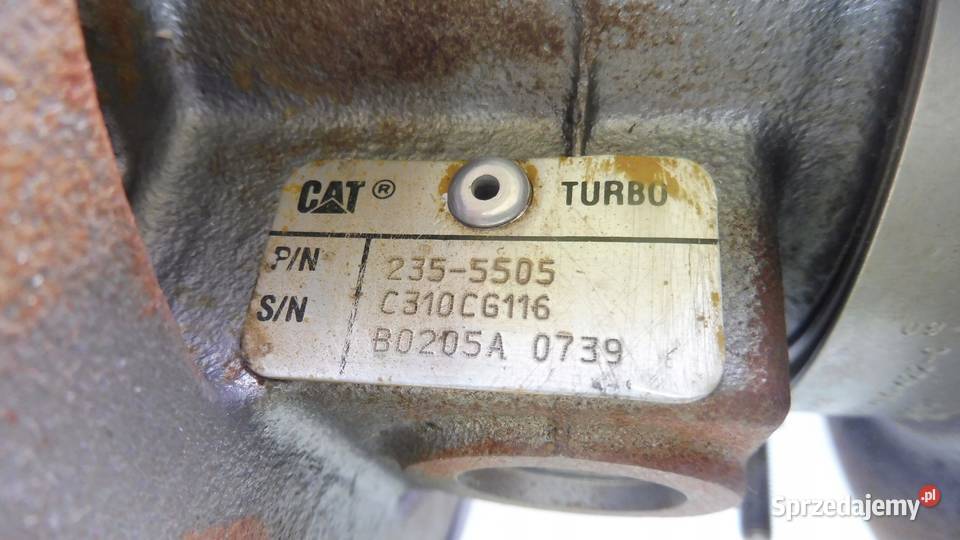 CAT® TURBO
P/N 235-5505
S/N C310CG116
B0205A 0739
Sprzedajemy.pl